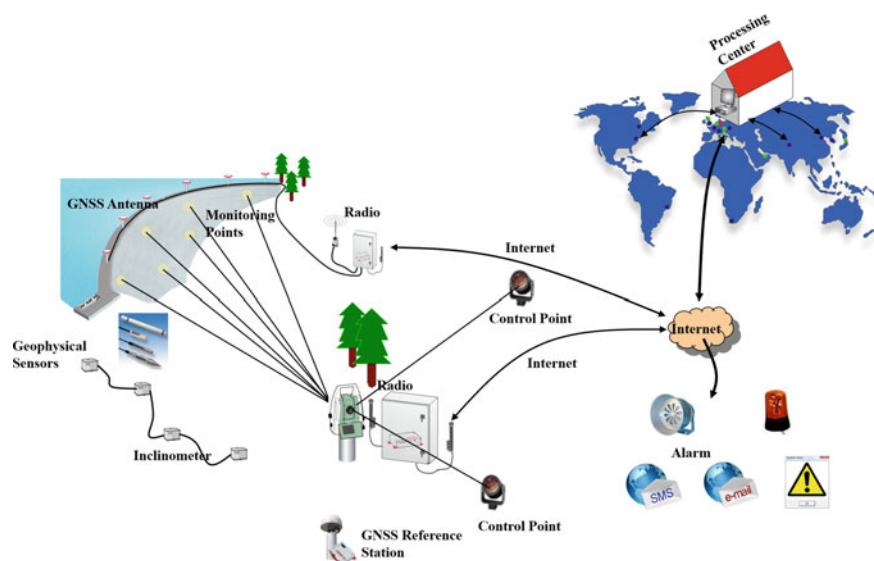 Processing
Center
GNSS Antenna
Monitoring
Points
Radio
Internet
Control Point
Internet
Geophysical
Sensors
Internet
Radio
Inclinometer
Alarm
SMS
e-mail
Control Point
GNSS Reference
Station